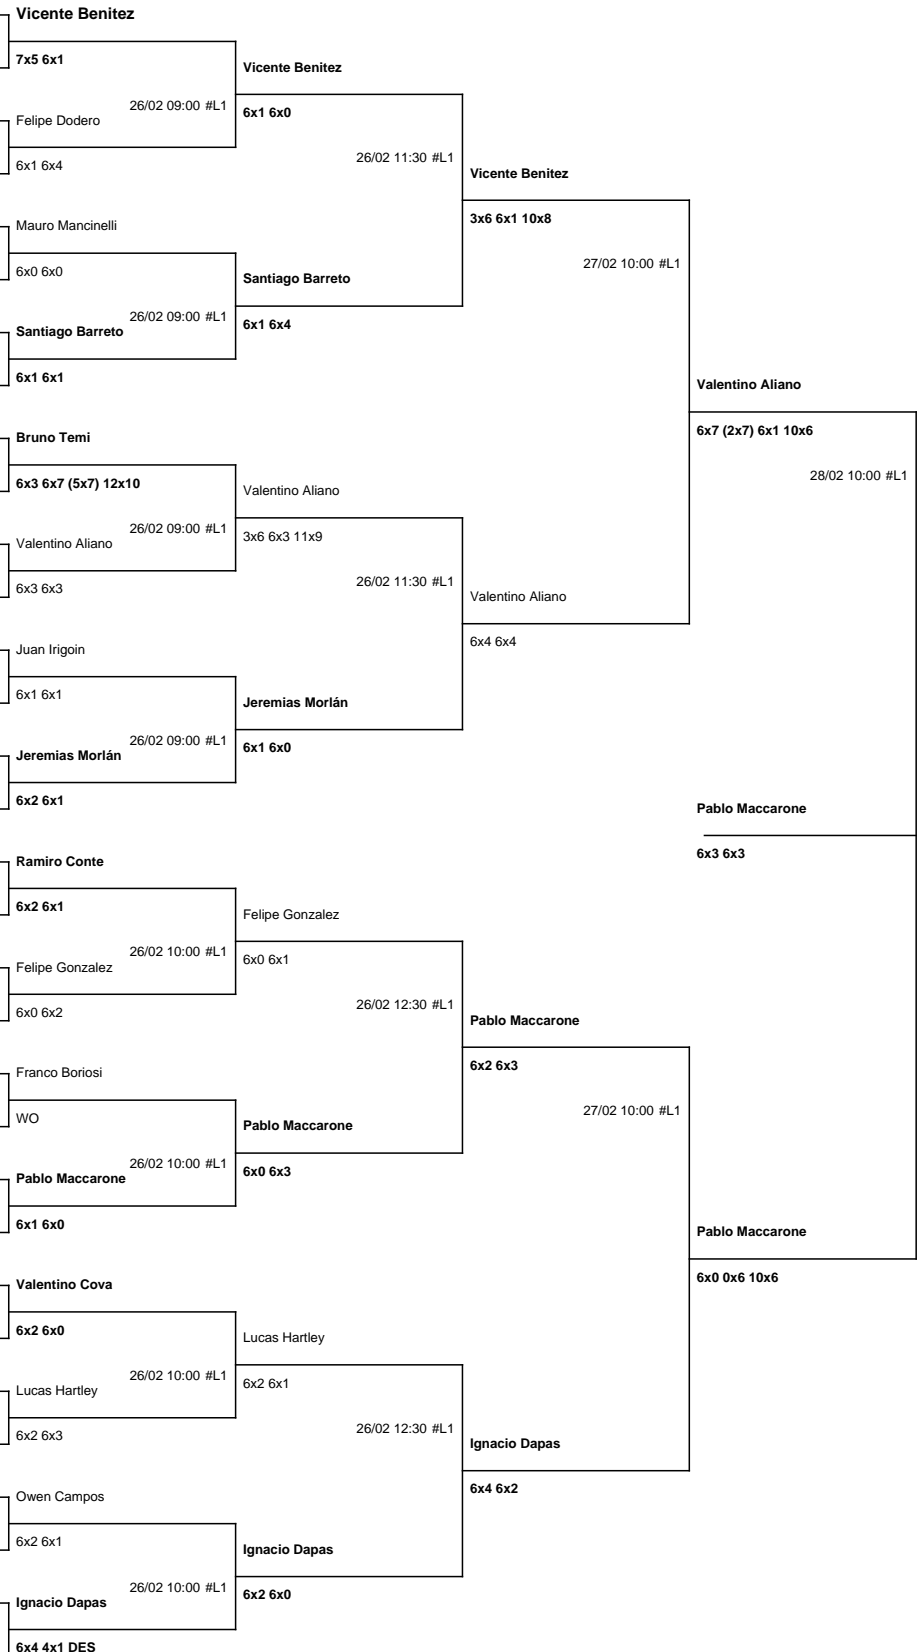 Vicente Benitez
7x5 6x1
Vicente Benitez
26/02 09:00 #L1
6x1 6x0
Felipe Dodero
26/02 11:30 #L1
6x1 6x4
Vicente Benitez
3x6 6x1 10x8
Mauro Mancinelli
27/02 10:00 #L1
6x0 6x0
Santiago Barreto
26/02 09:00 #L1
6x1 6x4
Santiago Barreto
6x1 6x1
Valentino Aliano
6x7 (2x7) 6x1 10x6
Bruno Temi
28/02 10:00 #L1
6x3 6x7 (5x7) 12x10
Valentino Aliano
26/02 09:00 #L1
3x6 6x3 11x9
Valentino Aliano
26/02 11:30 #L1
6x3 6x3
Valentino Aliano
6x4 6x4
Juan Irigoin
6x1 6x1
Jeremias Morlán
26/02 09:00 #L1
6x1 6x0
Jeremias Morlán
6x2 6x1
Pablo Maccarone
6x3 6x3
Ramiro Conte
6x2 6x1
Felipe Gonzalez
26/02 10:00 #L1
6x0 6x1
Felipe Gonzalez
26/02 12:30 #L1
6x0 6x2
Pablo Maccarone
6x2 6x3
Franco Boriosi
27/02 10:00 #L1
WO
Pablo Maccarone
26/02 10:00 #L1
6x0 6x3
Pablo Maccarone
6x1 6x0
Pablo Maccarone
6x0 0x6 10x6
Valentino Cova
6x2 6x0
Lucas Hartley
26/02 10:00 #L1
6x2 6x1
Lucas Hartley
26/02 12:30 #L1
6x2 6x3
Ignacio Dapas
6x4 6x2
Owen Campos
6x2 6x1
Ignacio Dapas
26/02 10:00 #L1
6x2 6x0
Ignacio Dapas
6x4 4x1 DES